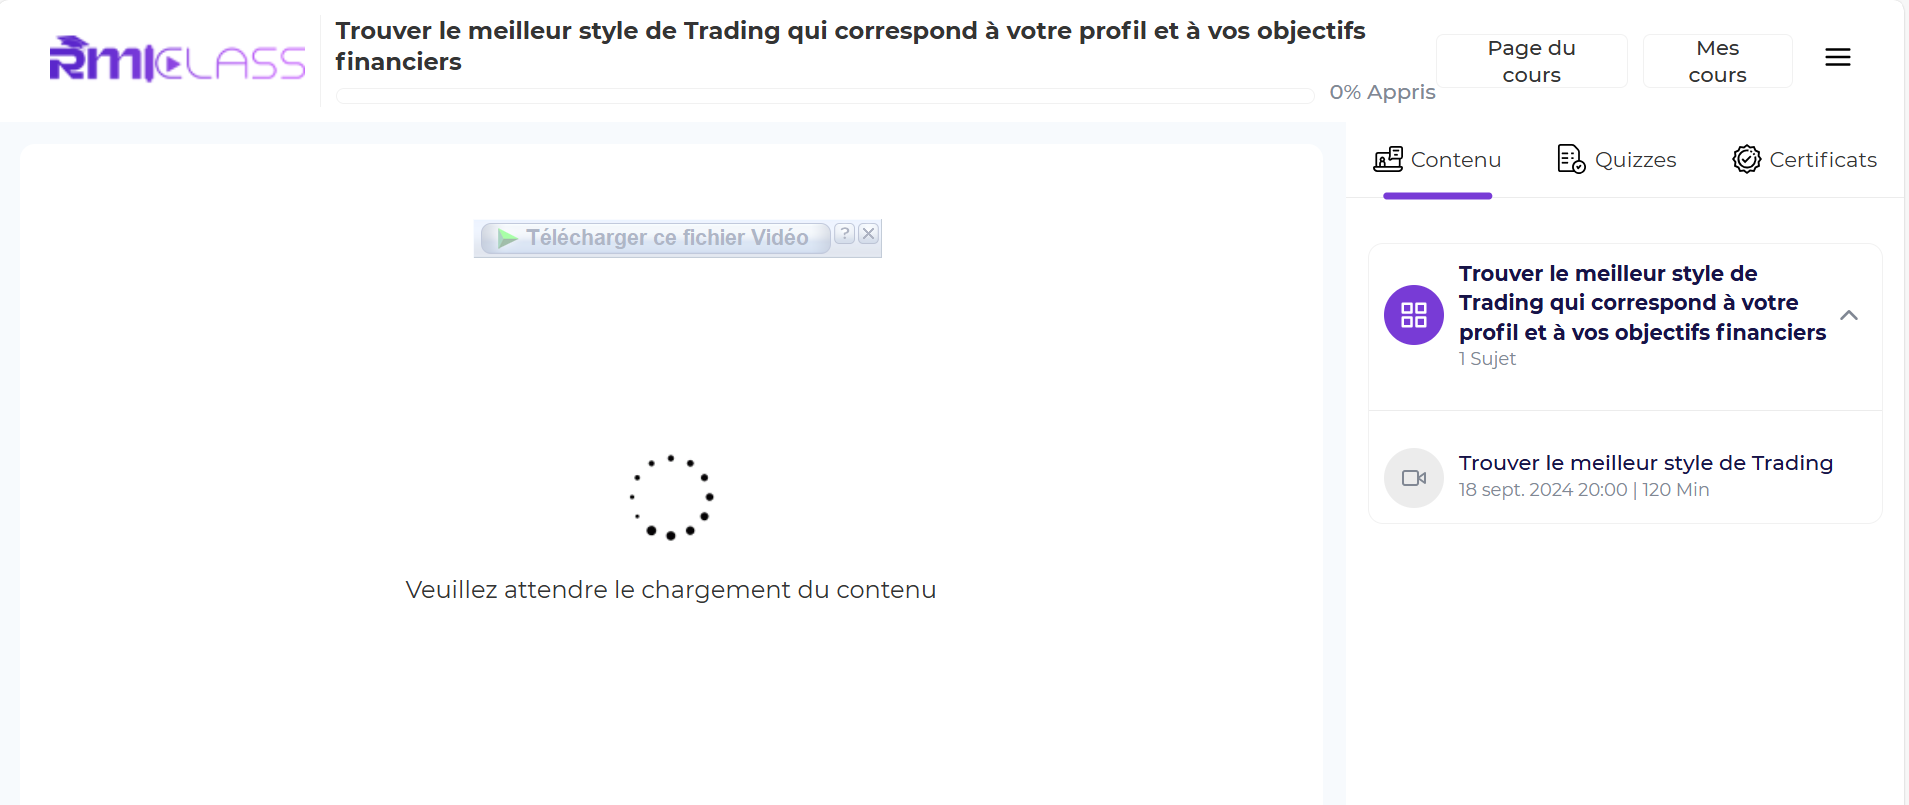 RMICLASS
Trouver le meilleur style de Trading qui correspond à votre profil et à vos objectifs
financiers
0% Appris
Page du
cours
Mes
cours
Contenu
Quizzes
Certificats
Télécharger ce fichier Vidéo
?
Trouver le meilleur style de
Trading qui correspond à votre
profil et à vos objectifs financiers
1 Sujet
Trouver le meilleur style de Trading
18 sept. 2024 20:00 | 120 Min
Veuillez attendre le chargement du contenu